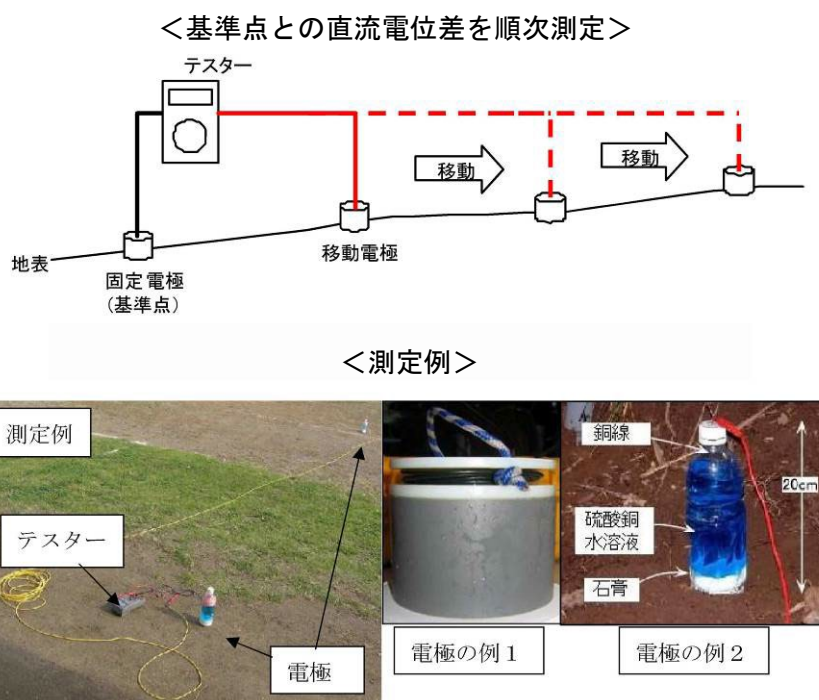 ＜基準点との直流電位差を順次測定＞
テスター
移動
移動
地表
固定電極
(基準点)
移動電極
＜測定例＞
測定例
テスター
電極
電極の例１
銅線
20cm
硫酸銅
水溶液
石膏
電極の例２